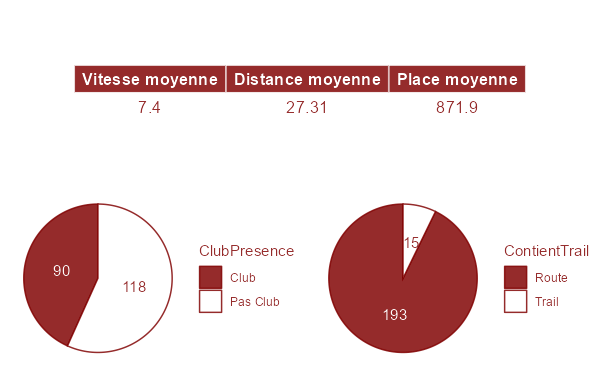 Vitesse moyenne Distance moyenne Place moyenne
7.4 27.31 871.9
ClubPresence
Club
Pas Club
90
118
ContientTrail
Route
Trail
15
193